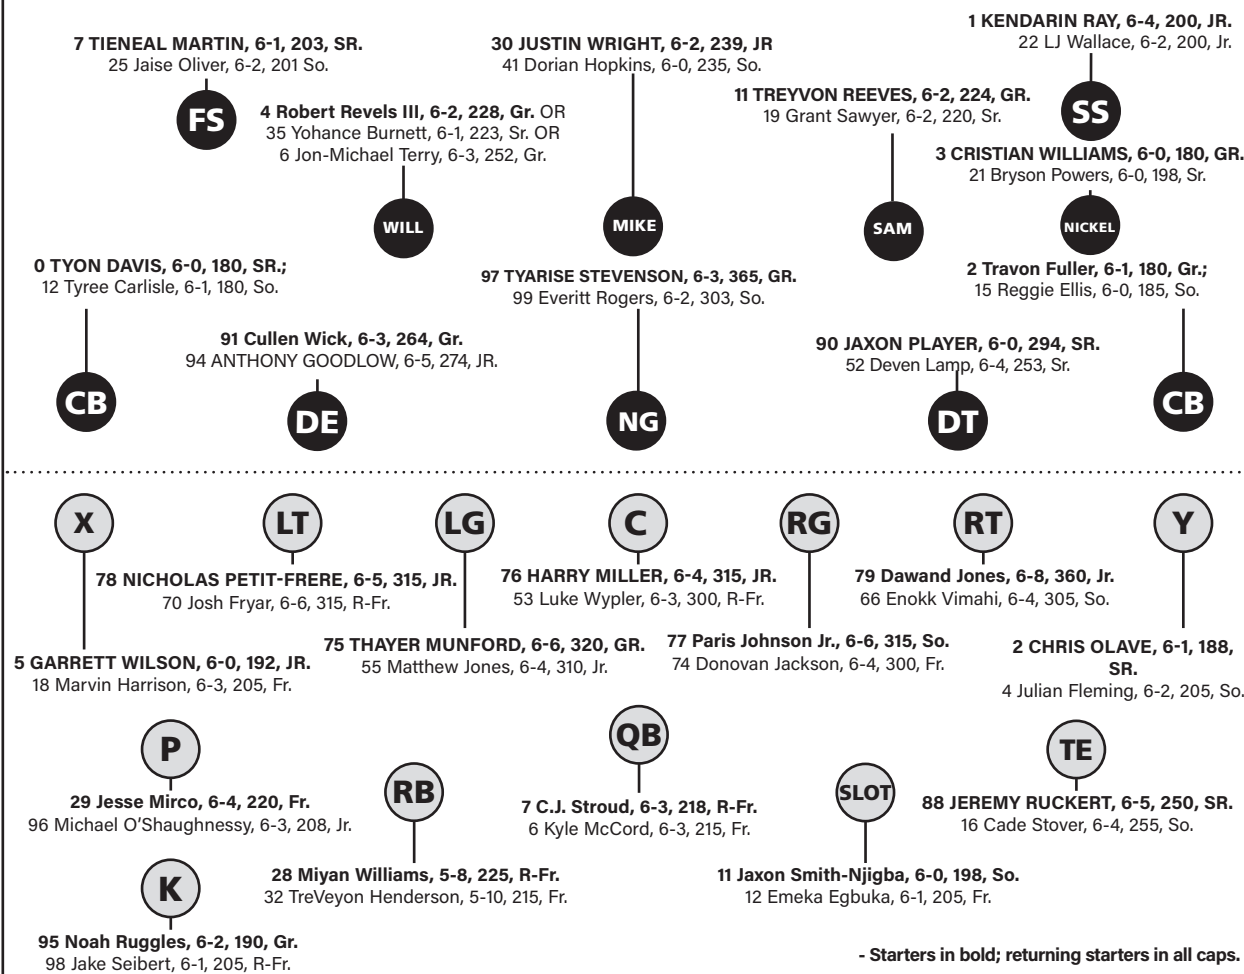 1 KENDARIN RAY, 6-4, 200, JR.
22 LJ Wallace, 6-2, 200, Jr.
7 TIENEAL MARTIN, 6-1, 203, SR.
25 Jaise Oliver, 6-2, 201 So.
30 JUSTIN WRIGHT, 6-2, 239, JR
41 Dorian Hopkins, 6-0, 235, So.
11 TREYVON REEVES, 6-2, 224, GR.
19 Grant Sawyer, 6-2, 220, Sr.
FS
4 Robert Revels III, 6-2, 228, Gr. OR
35 Yohance Burnett, 6-1, 223, Sr. OR
6 Jon-Michael Terry, 6-3, 252, Gr.
SS
3 CRISTIAN WILLIAMS, 6-0, 180, GR.
21 Bryson Powers, 6-0, 198, Sr.
WILL
MIKE
SAM
NICKEL
0 TYON DAVIS, 6-0, 180, SR.;
12 Tyree Carlisle, 6-1, 180, So.
97 TYARISE STEVENSON, 6-3, 365, GR.
99 Everitt Rogers, 6-2, 303, So.
2 Travon Fuller, 6-1, 180, Gr.;
15 Reggie Ellis, 6-0, 185, So.
91 Cullen Wick, 6-3, 264, Gr.
94 ANTHONY GOODLOW, 6-5, 274, JR.
90 JAXON PLAYER, 6-0, 294, SR.
52 Deven Lamp, 6-4, 253, Sr.
CB
DE
NG
DT
CB
X
LT
LG
C
RG
RT
Y
78 NICHOLAS PETIT-FRERE, 6-5, 315, JR.
70 Josh Fryar, 6-6, 315, R-Fr.
76 HARRY MILLER, 6-4, 315, JR.
53 Luke Wypler, 6-3, 300, R-Fr.
79 Dawand Jones, 6-8, 360, Jr.
66 Enokk Vimahi, 6-4, 305, So.
5 GARRETT WILSON, 6-0, 192, JR.
18 Marvin Harrison, 6-3, 205, Fr.
75 THAYER MUNFORD, 6-6, 320, GR.
55 Matthew Jones, 6-4, 310, Jr.
77 Paris Johnson Jr., 6-6, 315, So.
74 Donovan Jackson, 6-4, 300, Fr.
2 CHRIS OLAVE, 6-1, 188,
SR.
4 Julian Fleming, 6-2, 205, So.
P
29 Jesse Mirco, 6-4, 220, Fr.
96 Michael O'Shaughnessy, 6-3, 208, Jr.
RB
28 Miyan Williams, 5-8, 225, R-Fr.
32 TreVeyon Henderson, 5-10, 215, Fr.
QB
7 C.J. Stroud, 6-3, 218, R-Fr.
6 Kyle McCord, 6-3, 215, Fr.
SLOT
11 Jaxon Smith-Njigba, 6-0, 198, So.
12 Emeka Egbuka, 6-1, 205, Fr.
TE
88 JEREMY RUCKERT, 6-5, 250, SR.
16 Cade Stover, 6-4, 255, So.
K
95 Noah Ruggles, 6-2, 190, Gr.
98 Jake Seibert, 6-1, 205, R-Fr.
- Starters in bold; returning starters in all caps.